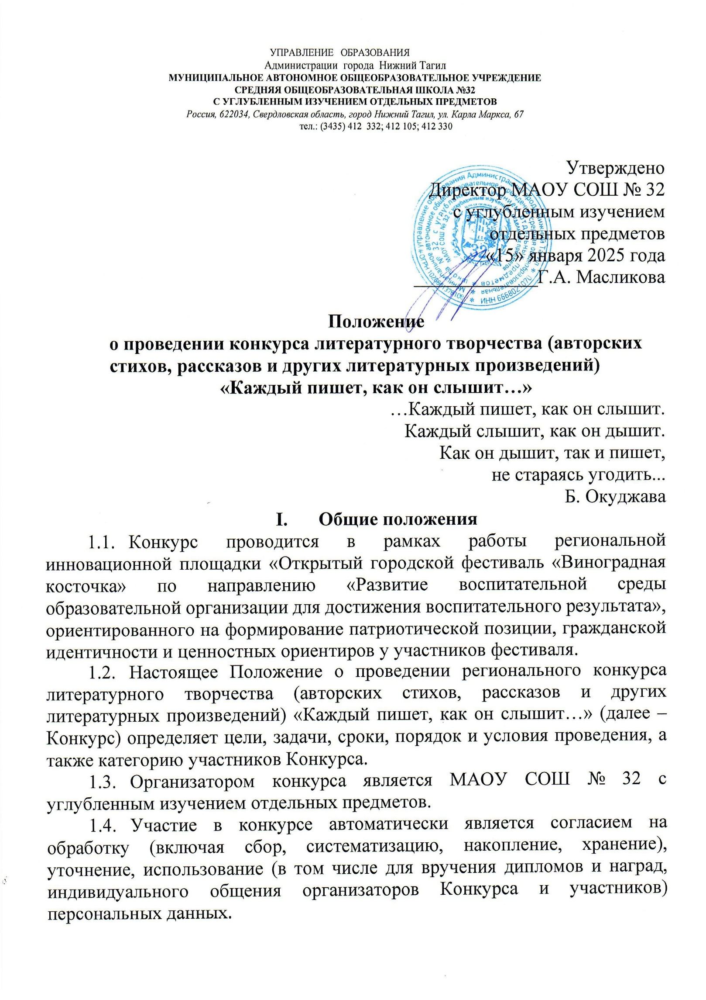 УПРАВЛЕНИЕ ОБРАЗОВАНИЯ
Администрации города Нижний Тагил
МУНИЦИПАЛЬНОЕ АВТОНОМНОЕ ОБЩЕОБРАЗОВАТЕЛЬНОЕ УЧРЕЖДЕНИЕ
СРЕДНЯЯ ОБЩЕОБРАЗОВАТЕЛЬНАЯ ШКОЛА №32
С УГЛУБЛЕННЫМ ИЗУЧЕНИЕМ ОТДЕЛЬНЫХ ПРЕДМЕТОВ
Россия, 622034, Свердловская область, город Нижний Тагил, ул. Карла Маркса, 67
тел.: (3435) 412 332; 412 105; 412 330
Утверждено
Директор МАОУ СОШ № 32
с углубленным изучением
отдельных предметов
«15» января 2025 года
Г.А. Масликова
Положение
о проведении конкурса литературного творчества (авторских
стихов, рассказов и других литературных произведений)
«Каждый пишет, как он слышит…»
…Каждый пишет, как он слышит.
Каждый слышит, как он дышит.
Как он дышит, так и пишет,
не стараясь угодить...
Б. Окуджава
I. Общие положения
1.1. Конкурс проводится в рамках работы региональной
инновационной площадки «Открытый городской фестиваль «Виноградная
косточка» по направлению «Развитие воспитательной среды
образовательной организации для достижения воспитательного результата»,
ориентированного на формирование патриотической позиции, гражданской
идентичности и ценностных ориентиров у участников фестиваля.
1.2. Настоящее Положение о проведении регионального конкурса
литературного творчества (авторских стихов, рассказов и других
литературных произведений) «Каждый пишет, как он слышит…» (далее –
Конкурс) определяет цели, задачи, сроки, порядок и условия проведения, а
также категорию участников Конкурса.
1.3. Организатором конкурса является МАОУ СОШ № 32 с
углубленным изучением отдельных предметов.
1.4. Участие в конкурсе автоматически является согласием на
обработку (включая сбор, систематизацию, накопление, хранение),
уточнение, использование (в том числе для вручения дипломов и наград,
индивидуального общения организаторов Конкурса и участников)
персональных данных.